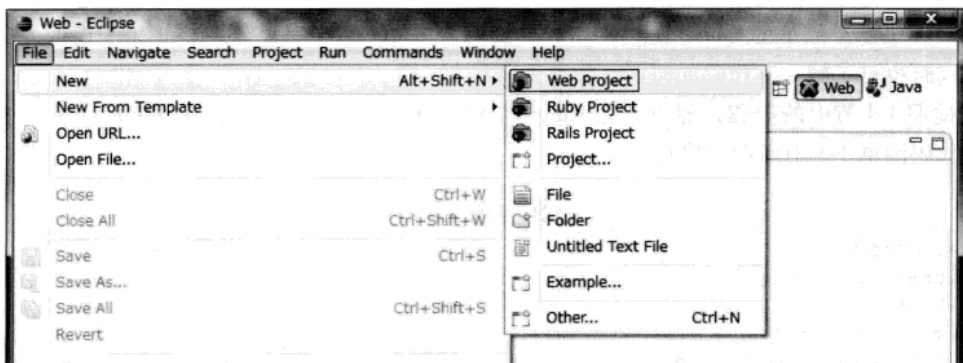 Web - Eclipse
File Edit Navigate Search Project Run Commands Window Help
New Alt+Shift+N
New From Template
Open URL...
Open File...
Close Ctrl+W
Close All Ctrl+Shift+W
Save Ctrl+S
Save As...
Save All Ctrl+Shift+S
Revert
Web Project
Ruby Project
Rails Project
Project...
File
Folder
Untitled Text File
Example...
Other... Ctrl+N
Web Java